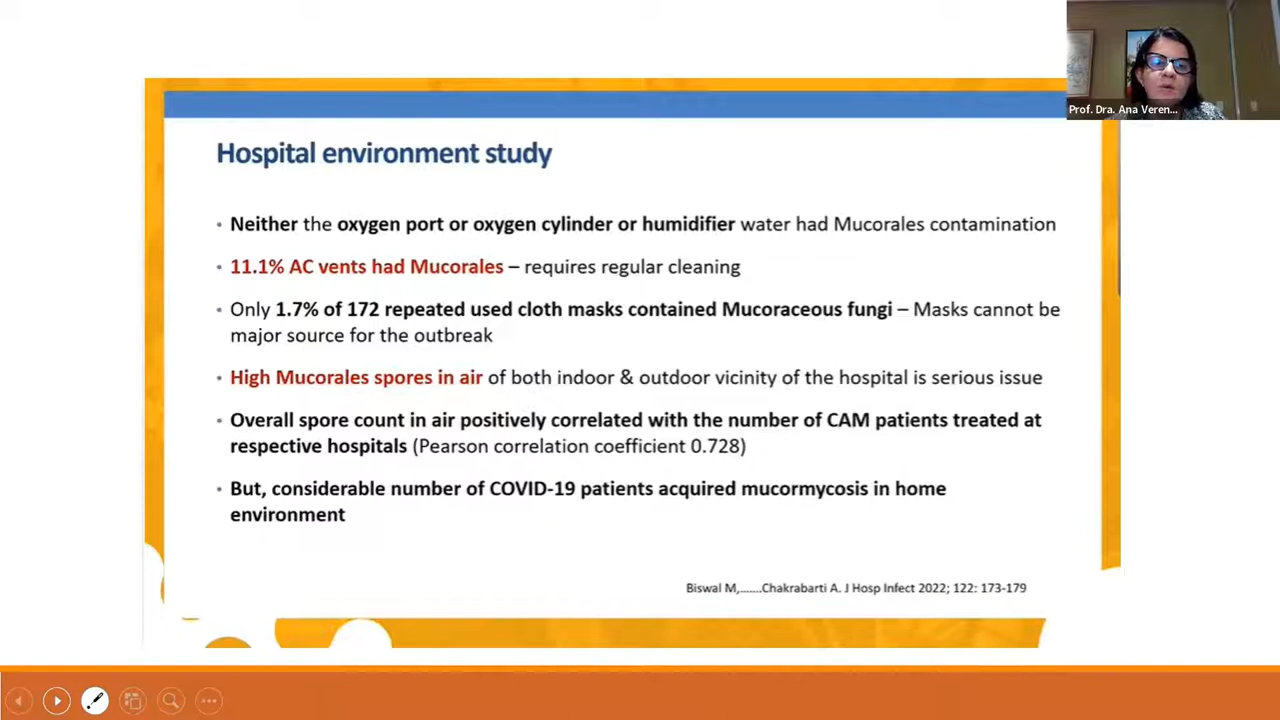 Prof. Dra. Ana Veren...
Hospital environment study
• Neither the oxygen port or oxygen cylinder or humidifier water had Mucorales contamination
• 11.1% AC vents had Mucorales – requires regular cleaning
• Only 1.7% of 172 repeated used cloth masks contained Mucoraceous fungi – Masks cannot be
major source for the outbreak
• High Mucorales spores in air of both indoor & outdoor vicinity of the hospital is serious issue
• Overall spore count in air positively correlated with the number of CAM patients treated at
respective hospitals (Pearson correlation coefficient 0.728)
• But, considerable number of COVID-19 patients acquired mucormycosis in home
environment
Biswal M,......Chakrabarti A. J Hosp Infect 2022; 122: 173-179